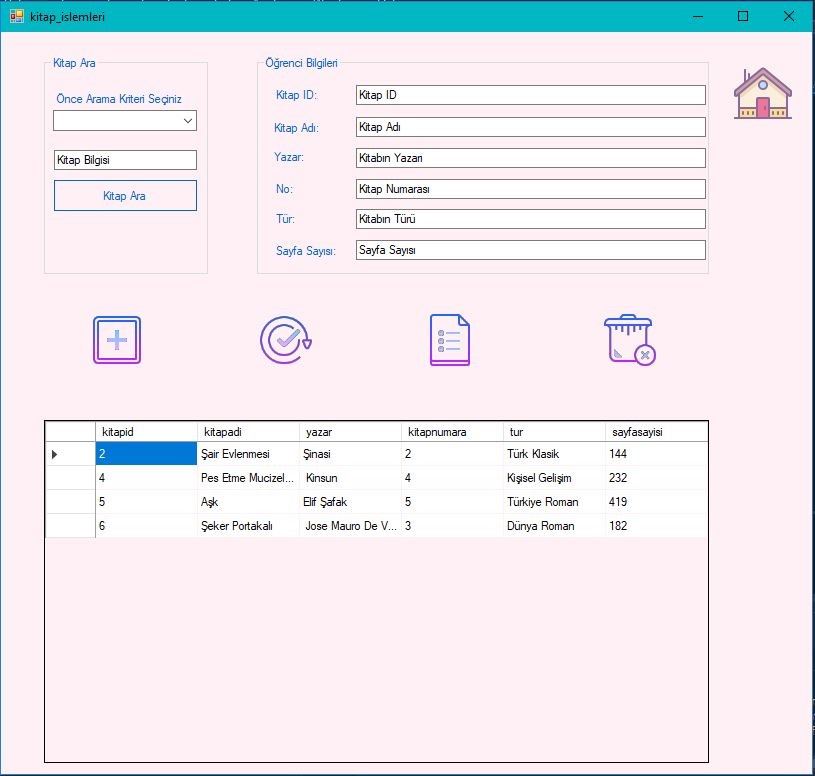 kitap_islemleri
Kitap Ara
Önce Arama Kriteri Seçiniz
Kitap Bilgisi
Kitap Ara
Öğrenci Bilgileri
Kitap ID: Kitap ID
Kitap Adı: Kitap Adı
Yazar: Kitabın Yazarı
No: Kitap Numarası
Tür: Kitabın Türü
Sayfa Sayısı: Sayfa Sayısı
kitapid kitapadi yazar kitapnumara tur sayfasayisi
2 Şair Evlenmesi Şinasi 2 Türk Klasik 144
4 Pes Etme Mucizel... Kinsun 4 Kişisel Gelişim 232
5 Aşk Elif Şafak 5 Türkiye Roman 419
6 Şeker Portakalı Jose Mauro De V... 3 Dünya Roman 182